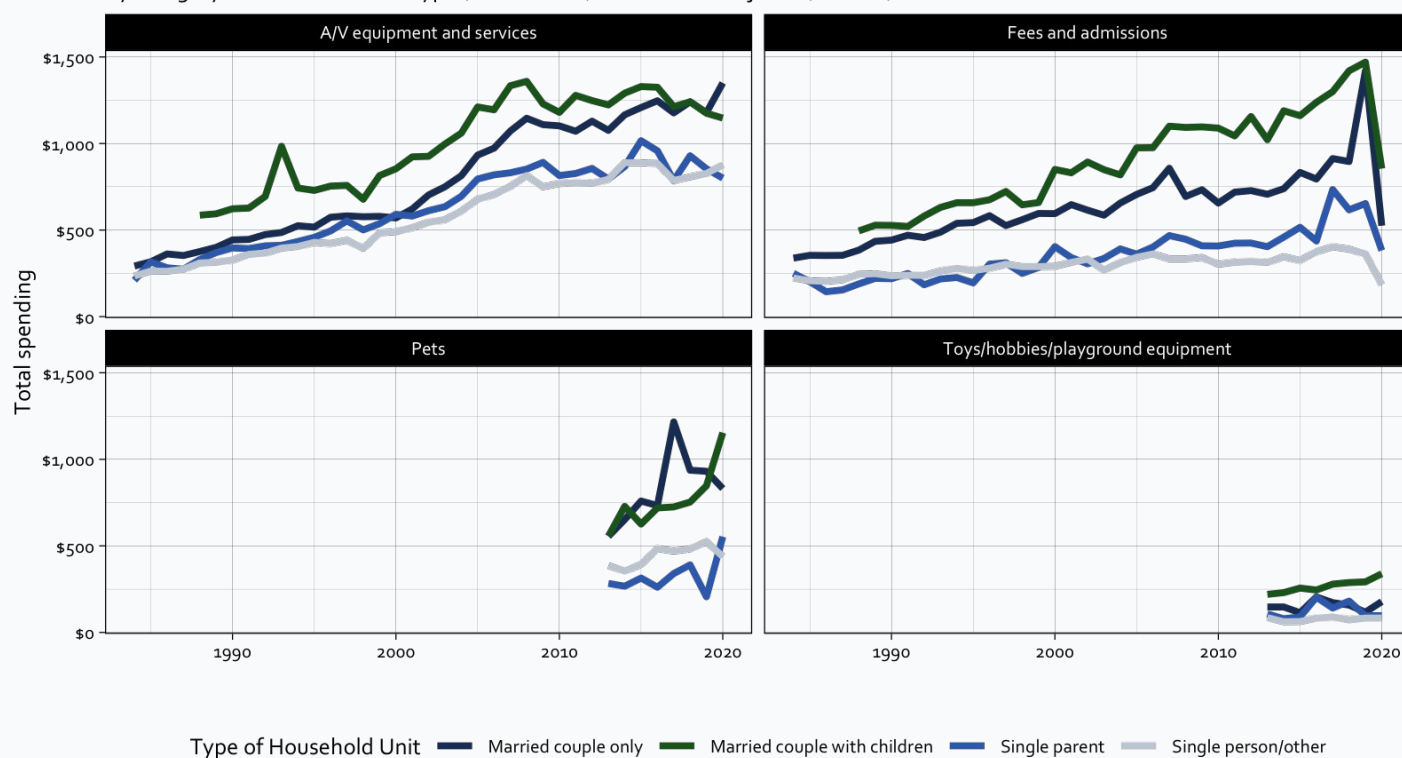 A/V equipment and services
Fees and admissions
$1,500
$1,000
$500
$0
Pets
Toys/hobbies/playground equipment
$1,500
$1,000
$500
$0
Total spending
1990 2000 2010 2020
1990 2000 2010 2020
Type of Household Unit Married couple only Married couple with children Single parent Single person/other